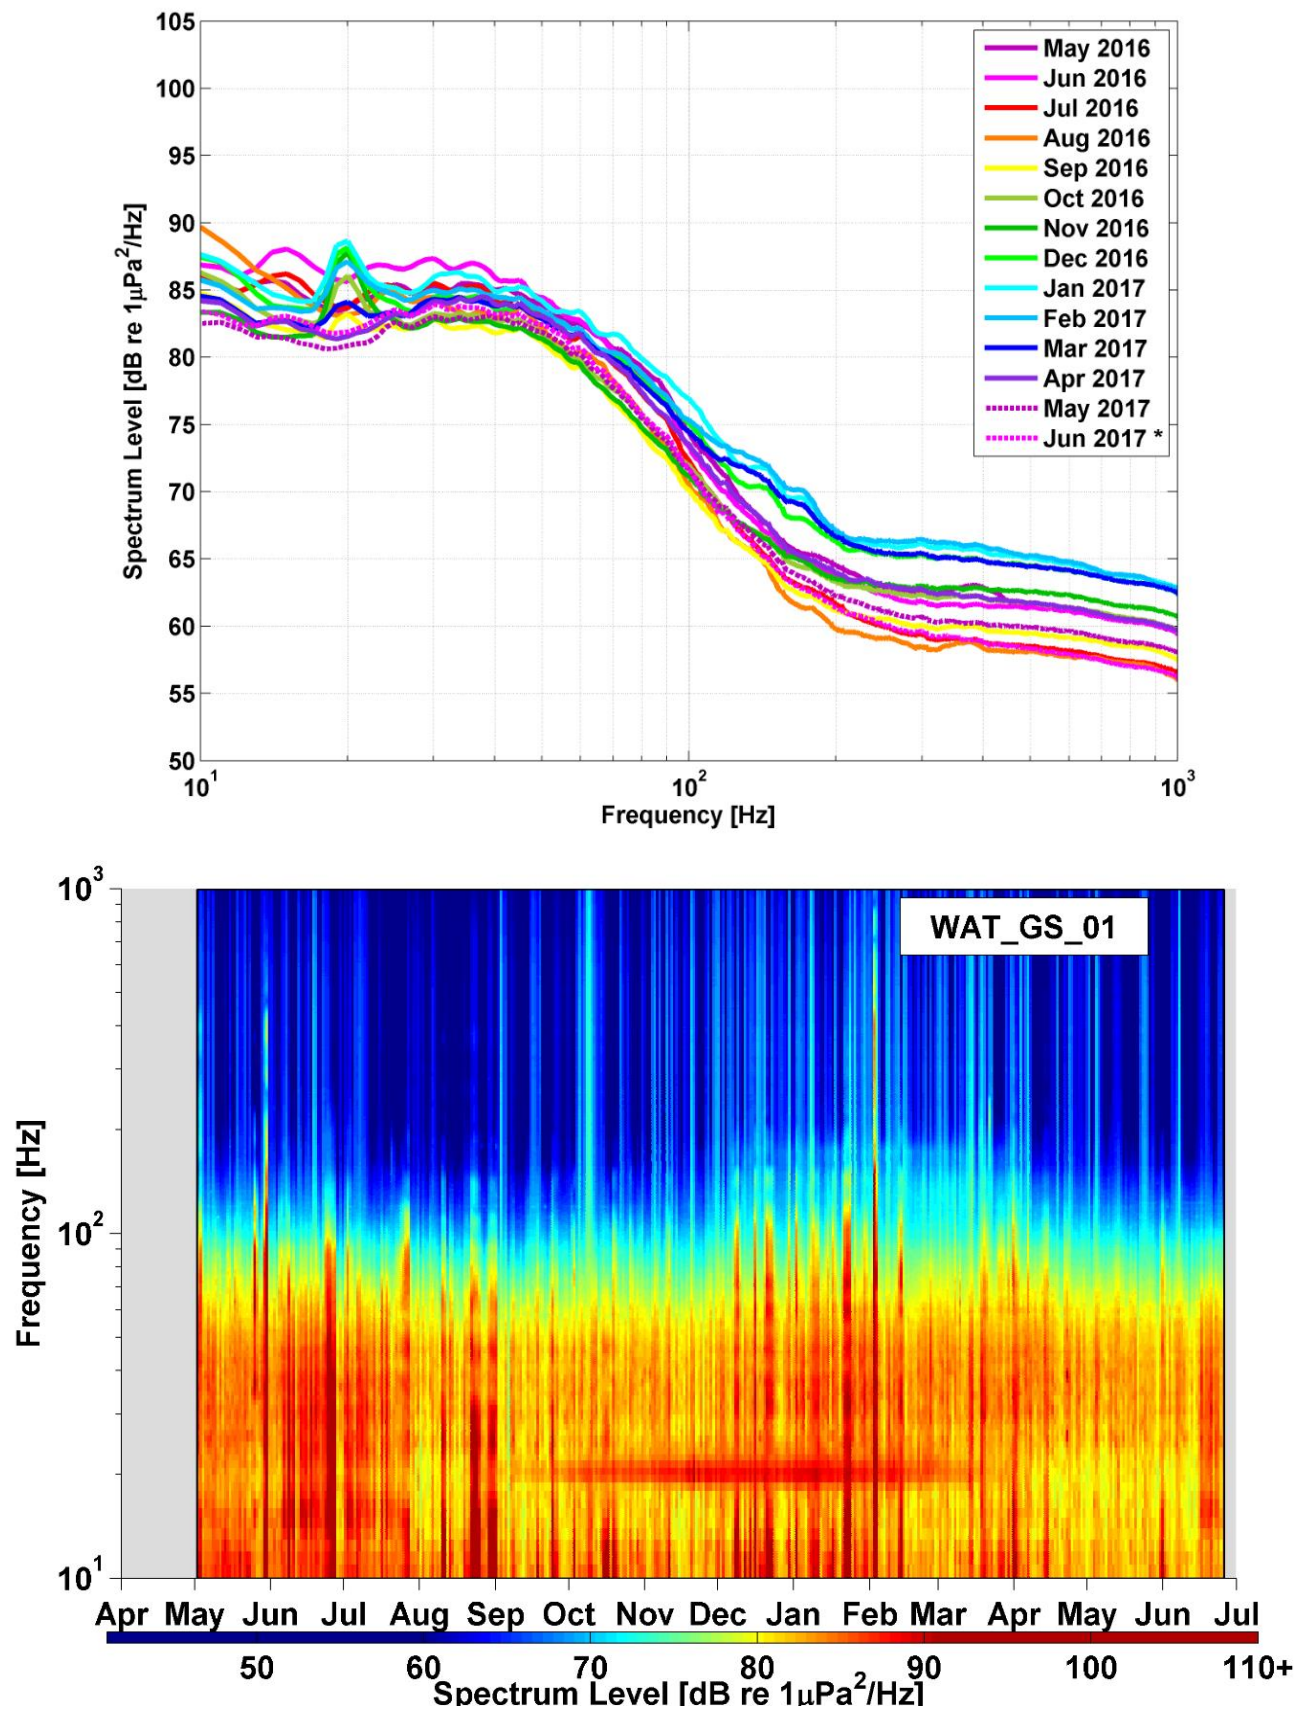 105
100
95
90
85
80
75
70
65
60
55
50
Spectrum Level [dB re 1µPa²/Hz]
May 2016
Jun 2016
Jul 2016
Aug 2016
Sep 2016
Oct 2016
Nov 2016
Dec 2016
Jan 2017
Feb 2017
Mar 2017
Apr 2017
May 2017
Jun 2017 *
10¹ 10² 10³
Frequency [Hz]
10³
10²
10¹
Frequency [Hz]
WAT_GS_01
Apr May Jun Jul Aug Sep Oct Nov Dec Jan Feb Mar Apr May Jun Jul
50 60 70 80 90 100 110+
Spectrum Level [dB re 1µPa²/Hz]